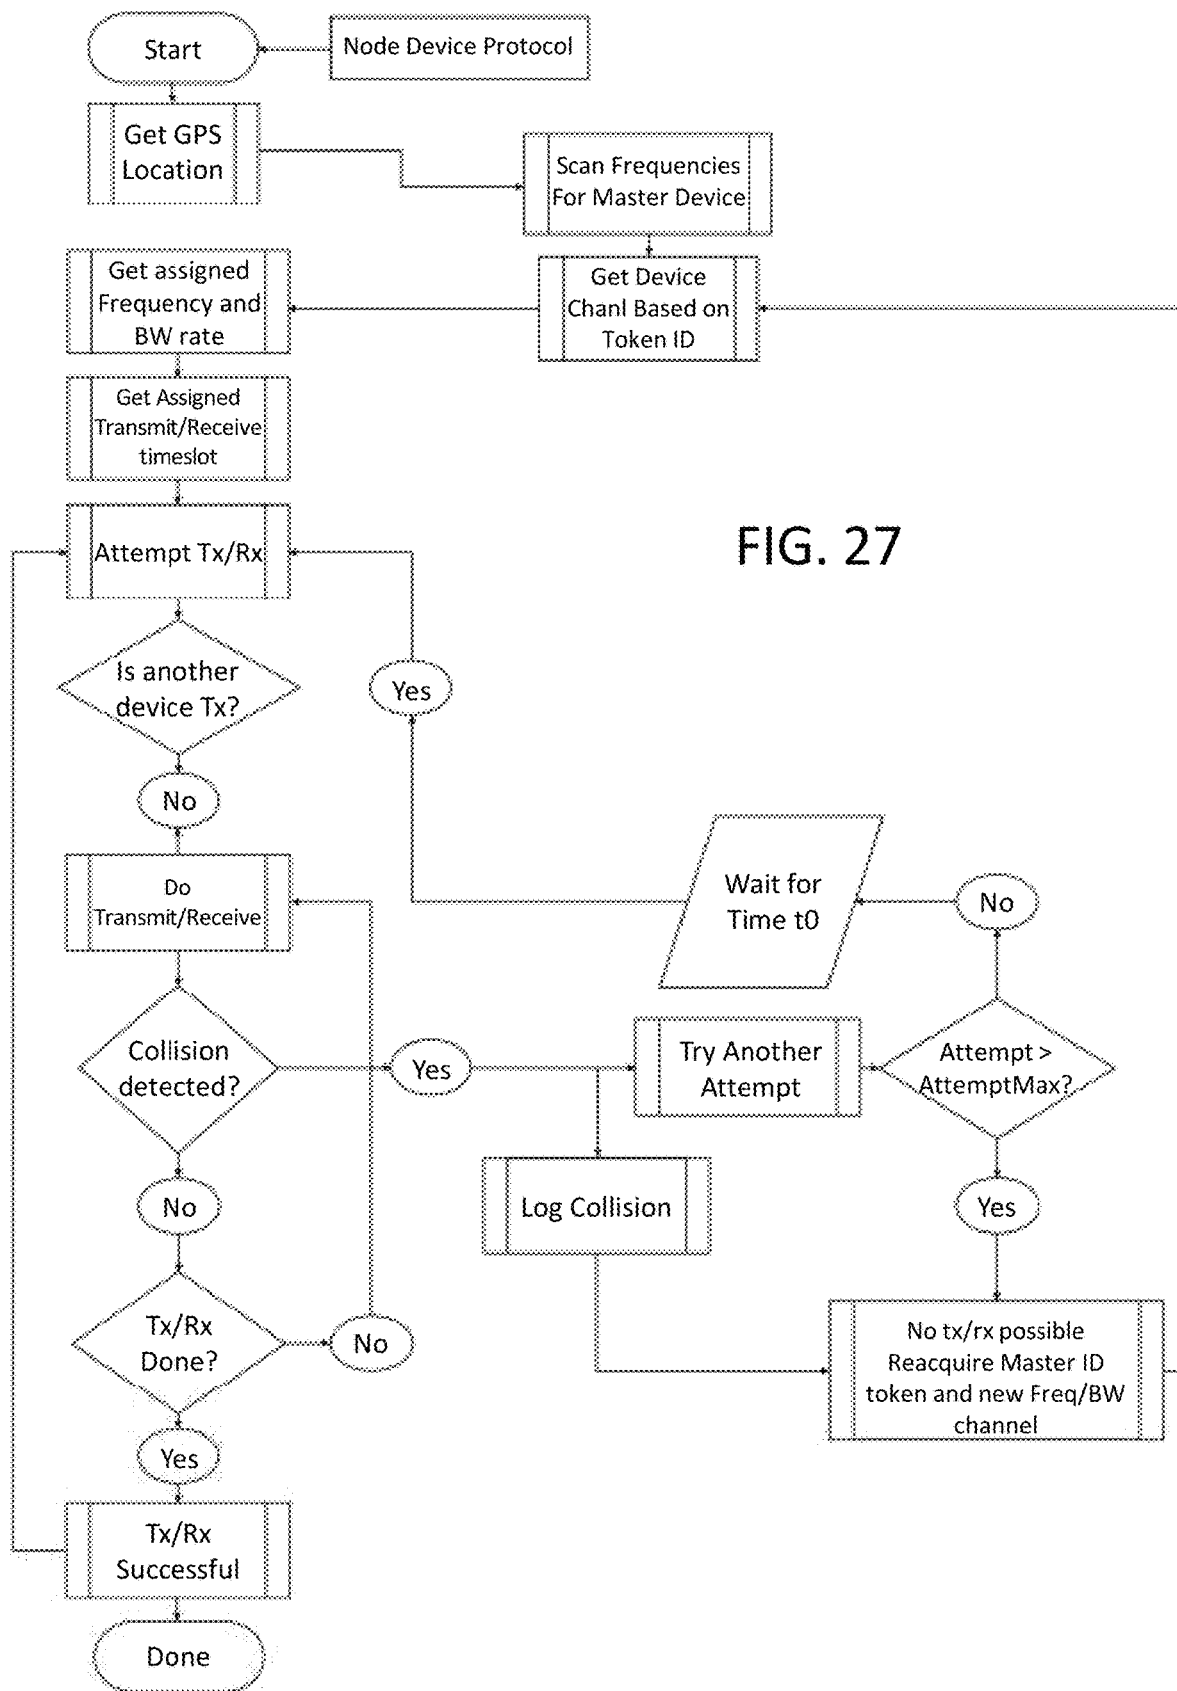 Start
Node Device Protocol
Get GPS
Location
Scan Frequencies
For Master Device
Get assigned
Frequency and
BW rate
Get Device
Chanl Based on
Token ID
Get Assigned
Transmit/Receive
timeslot
Attempt Tx/Rx
FIG. 27
Is another
device Tx?
Yes
No
Do
Transmit/Receive
Wait for
Time t0
No
Collision
detected?
Yes
Try Another
Attempt
Attempt >
AttemptMax?
No
Log Collision
Yes
Tx/Rx
Done?
No
No tx/rx possible
Reacquire Master ID
token and new Freq/BW
channel
Yes
Tx/Rx
Successful
Done